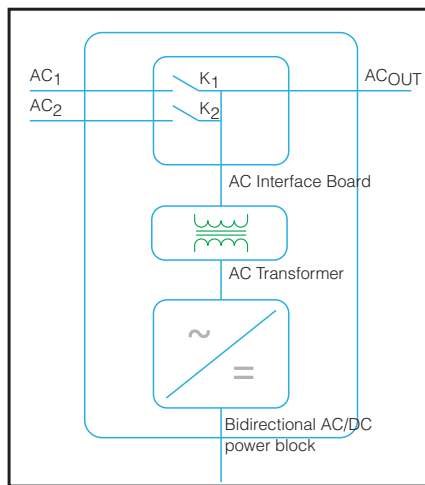 AC1
K1
ACOUT
AC2
K2
AC Interface Board
AC Transformer
~
=
Bidirectional AC/DC
power block